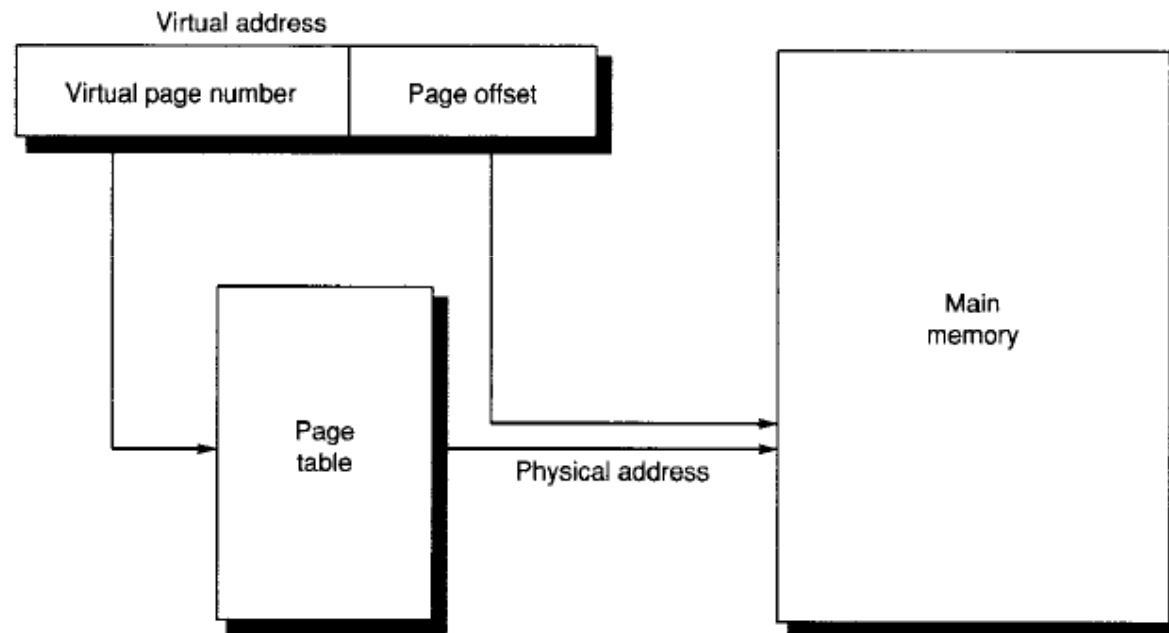 Virtual address
Virtual page number
Page offset
Main
memory
Page
table
Physical address